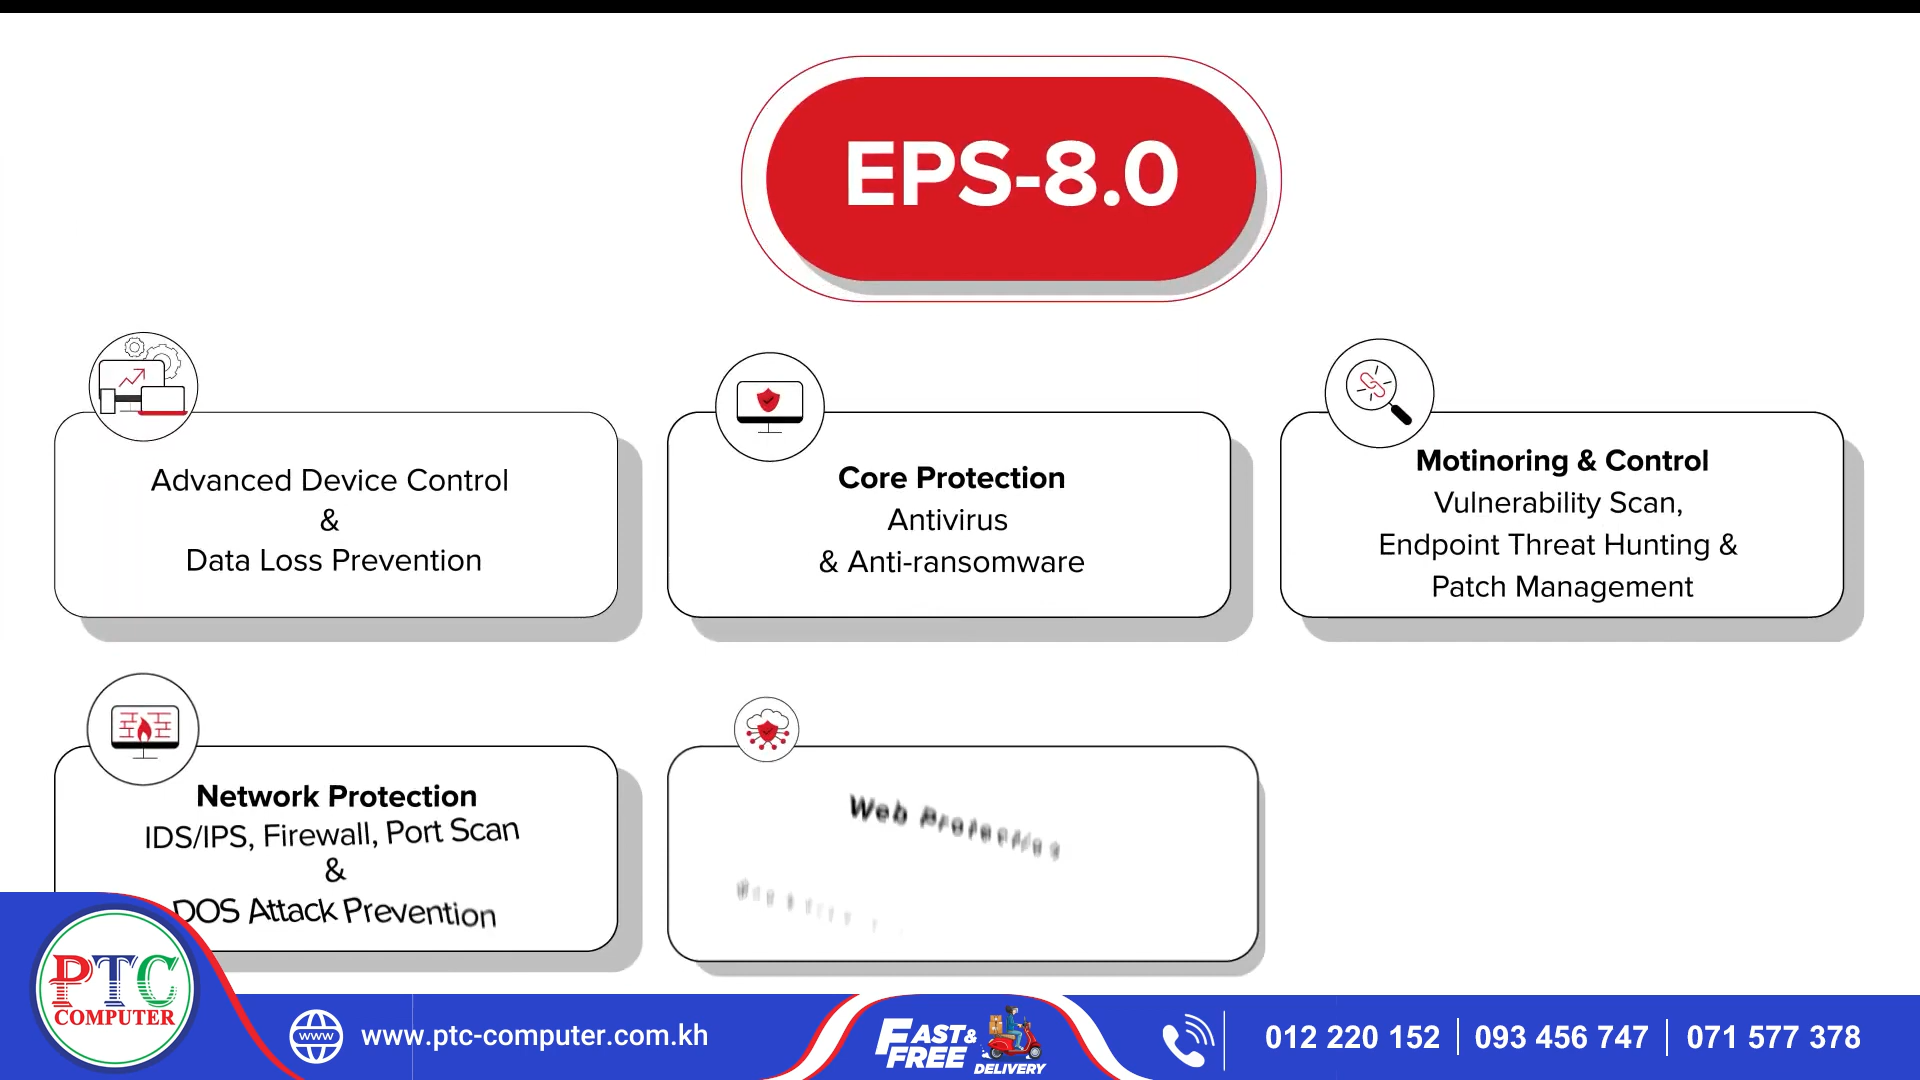 EPS-8.0
Advanced Device Control
&
Data Loss Prevention
Core Protection
Antivirus
& Anti-ransomware
Motinoring & Control
Vulnerability Scan,
Endpoint Threat Hunting &
Patch Management
Network Protection
IDS/IPS, Firewall, Port Scan
&
DOS Attack Prevention
Web Protection
PTC
COMPUTER
WWW
www.ptc-computer.com.kh
FAST &
FREE
DELIVERY
012 220 152 | 093 456 747 | 071 577 378